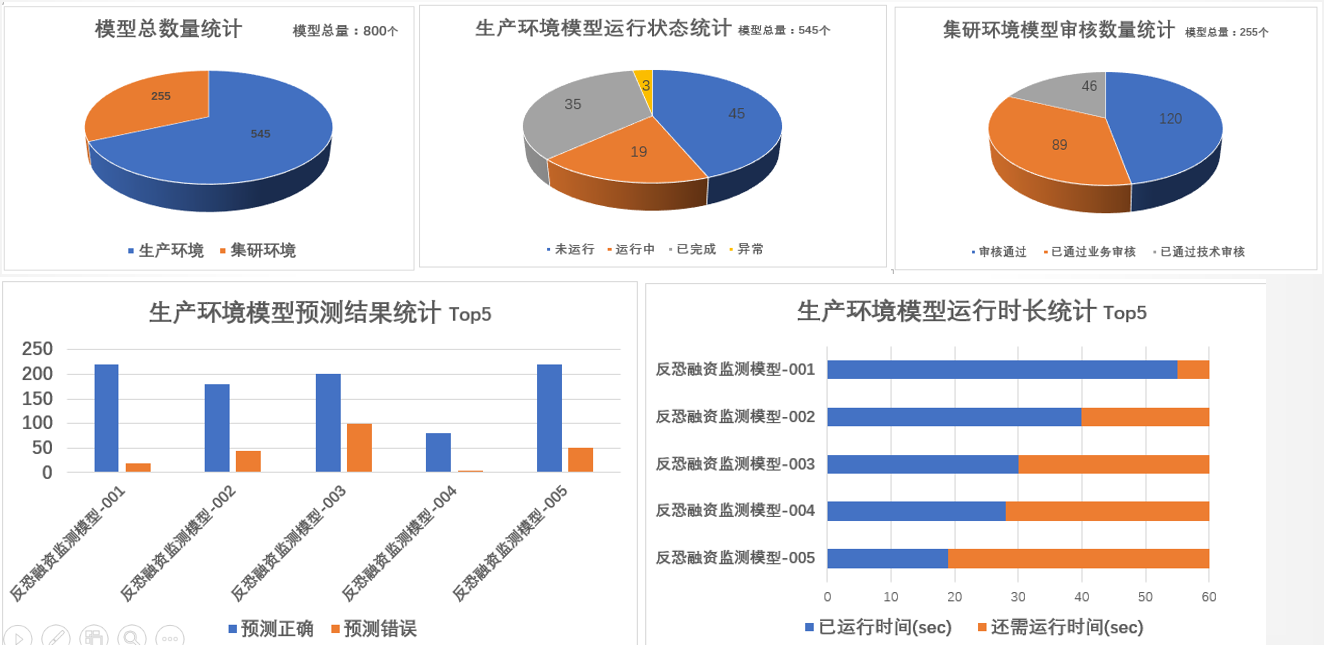 模型总数量统计 模型总量：800个
255
545
生产环境 集研环境
生产环境模型运行状态统计 模型总量：545个
3
35
45
19
未运行 运行中 已完成 异常
集研环境模型审核数量统计 模型总量：255个
46
120
89
审核通过 已通过业务审核 已通过技术审核
生产环境模型预测结果统计 Top5
250
200
150
100
50
0
反恐融资监测模型-001
反恐融资监测模型-002
反恐融资监测模型-003
反恐融资监测模型-004
反恐融资监测模型-005
预测正确 预测错误
生产环境模型运行时长统计 Top5
反恐融资监测模型-001
反恐融资监测模型-002
反恐融资监测模型-003
反恐融资监测模型-004
反恐融资监测模型-005
0 10 20 30 40 50 60
已运行时间(sec) 还需运行时间(sec)